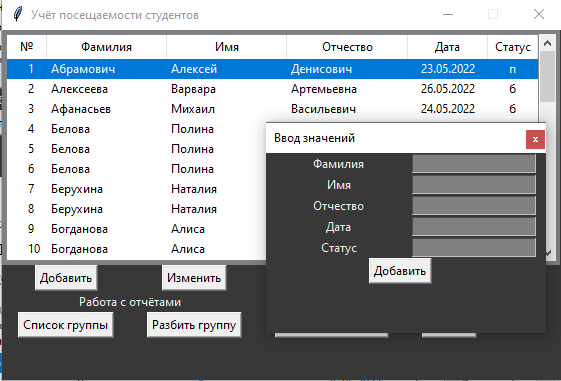 Учёт посещаемости студентов
№ Фамилия Имя Отчество Дата Статус
1 Абрамович Алексей Денисович 23.05.2022 п
2 Алексеева Варвара Артемьевна 26.05.2022 б
3 Афанасьев Михаил Васильевич 24.05.2022 б
4 Белова Полина
5 Белова Полина
6 Белова Полина
7 Берухина Наталия
8 Берухина Наталия
9 Богданова Алиса
10 Богданова Алиса
Ввод значений x
Фамилия
Имя
Отчество
Дата
Статус
Добавить
Добавить Изменить
Работа с отчётами
Список группы Разбить группу